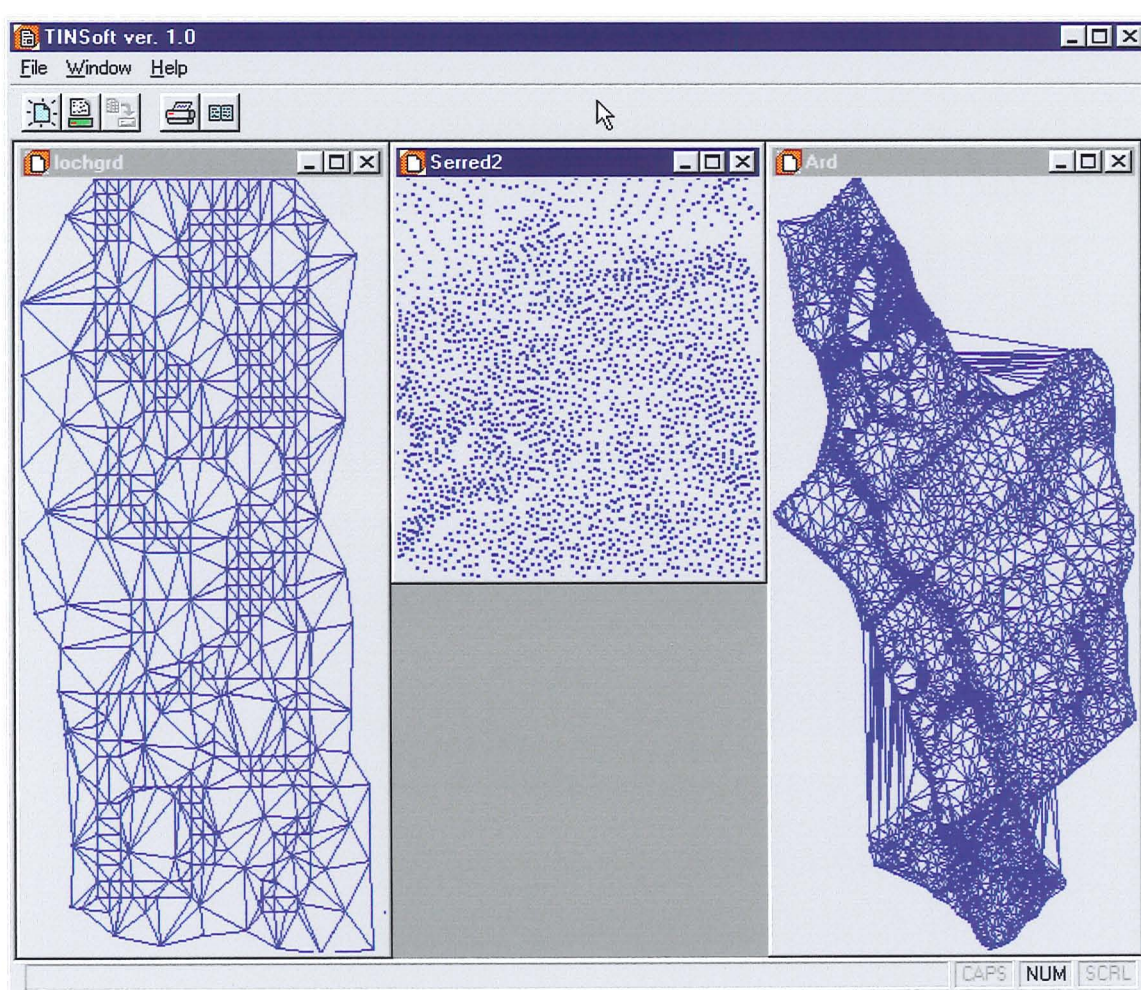 TINSoft ver. 1.0
File Window Help
lochgrd
Serred2
Ard
CAPS NUM SCRL